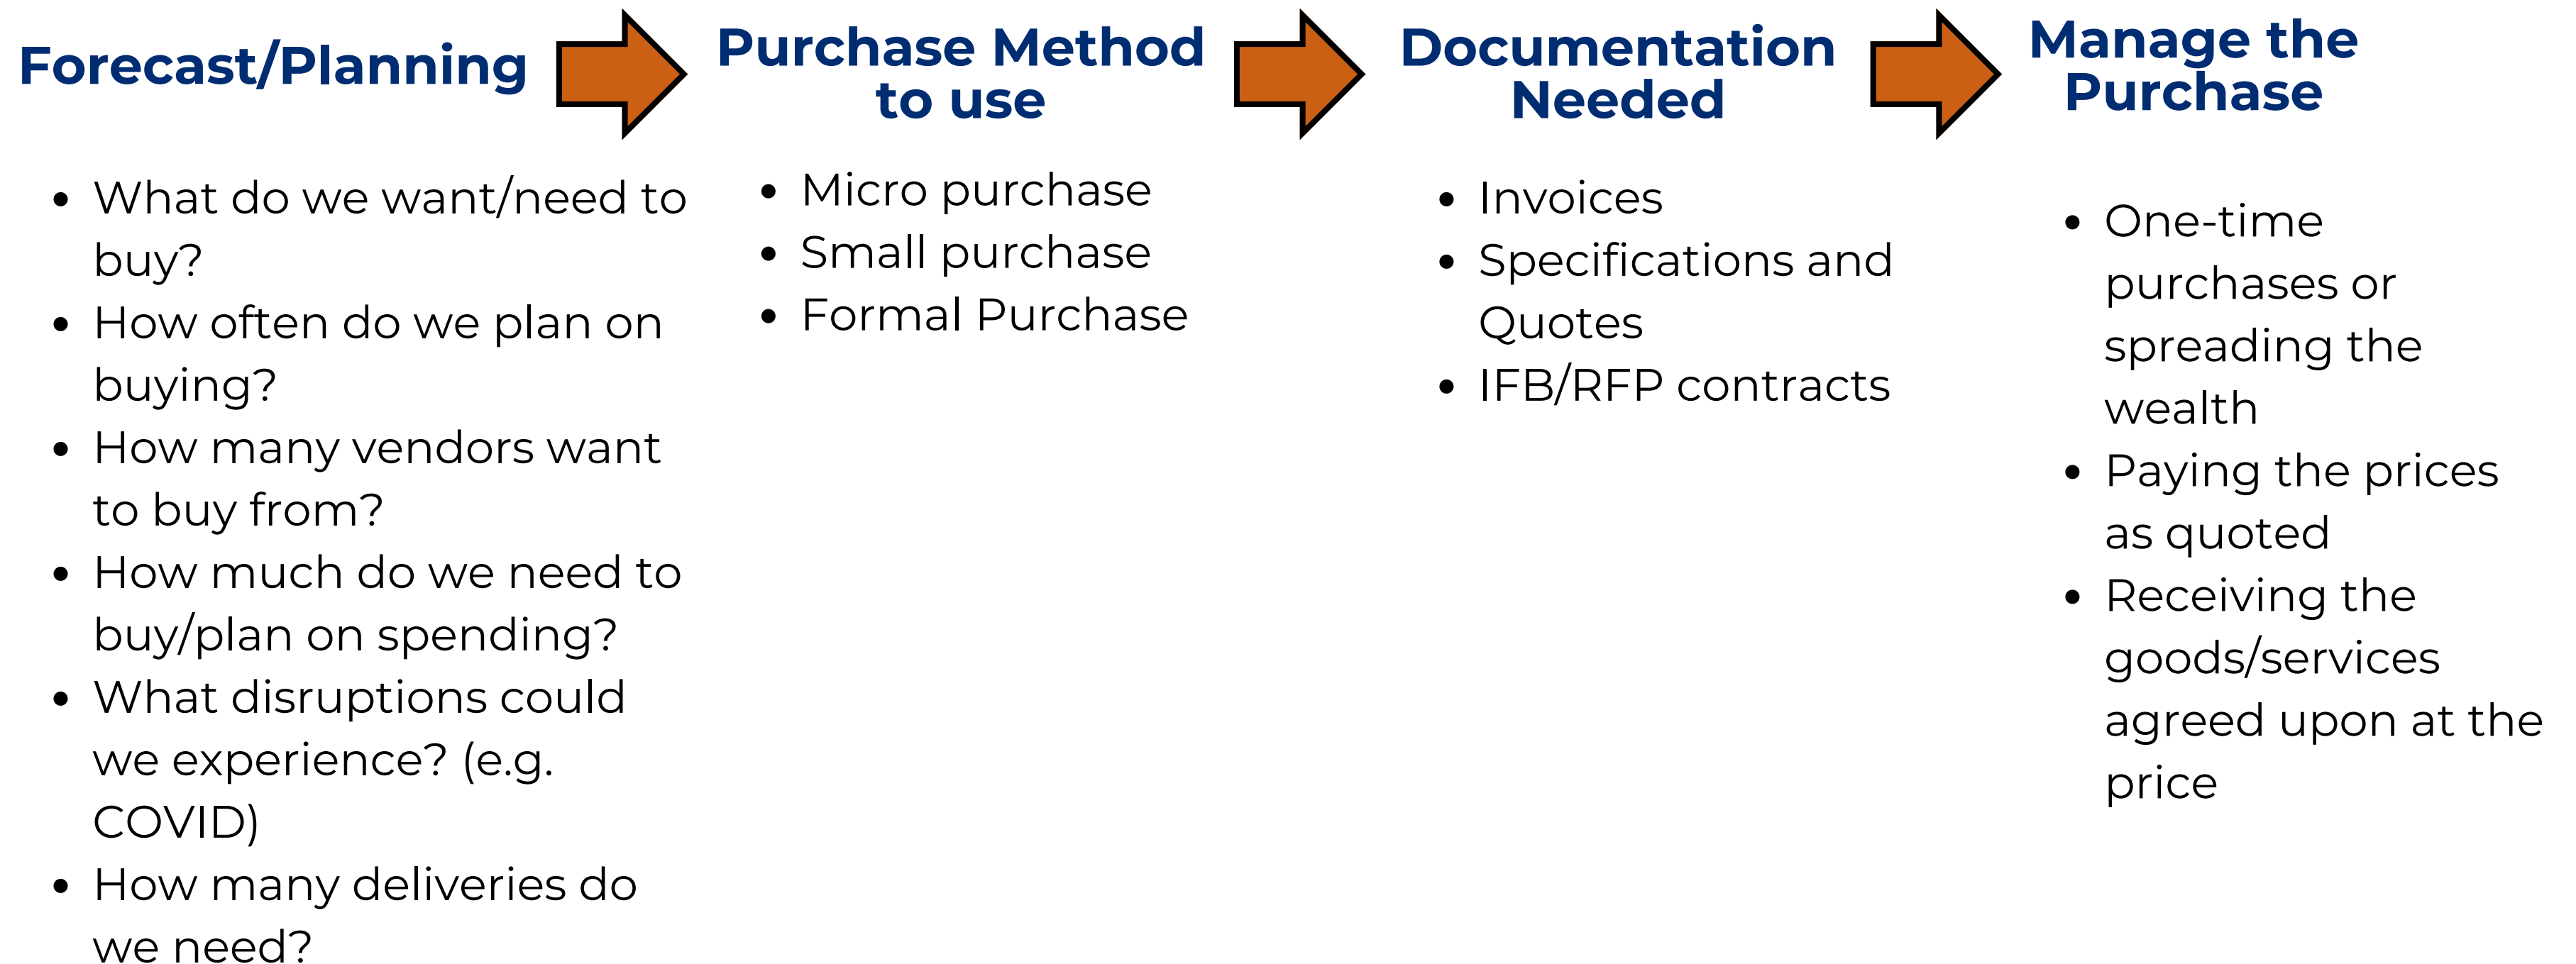 Forecast/Planning
• What do we want/need to
buy?
• How often do we plan on
buying?
• How many vendors want
to buy from?
• How much do we need to
buy/plan on spending?
• What disruptions could
we experience? (e.g.
COVID)
• How many deliveries do
we need?
Purchase Method
to use
• Micro purchase
• Small purchase
• Formal Purchase
Documentation
Needed
• Invoices
• Specifications and
Quotes
• IFB/RFP contracts
Manage the
Purchase
• One-time
purchases or
spreading the
wealth
• Paying the prices
as quoted
• Receiving the
goods/services
agreed upon at the
price